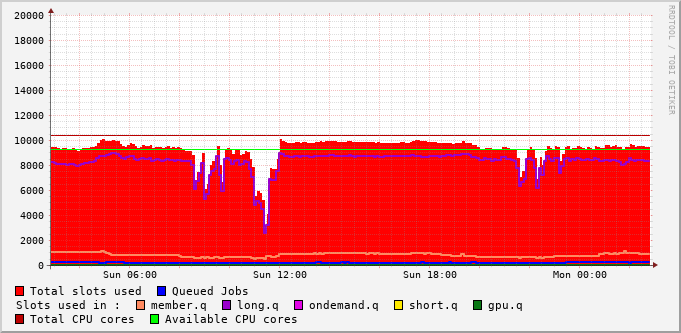 20000
18000
16000
14000
12000
10000
8000
6000
4000
2000
0
Sun 06:00 Sun 12:00 Sun 18:00 Mon 00:00
RRDTOOL / TOBI OETIKER
Total slots used Queued Jobs
Slots used in : member.q long.q ondemand.q short.q gpu.q
Total CPU cores Available CPU cores